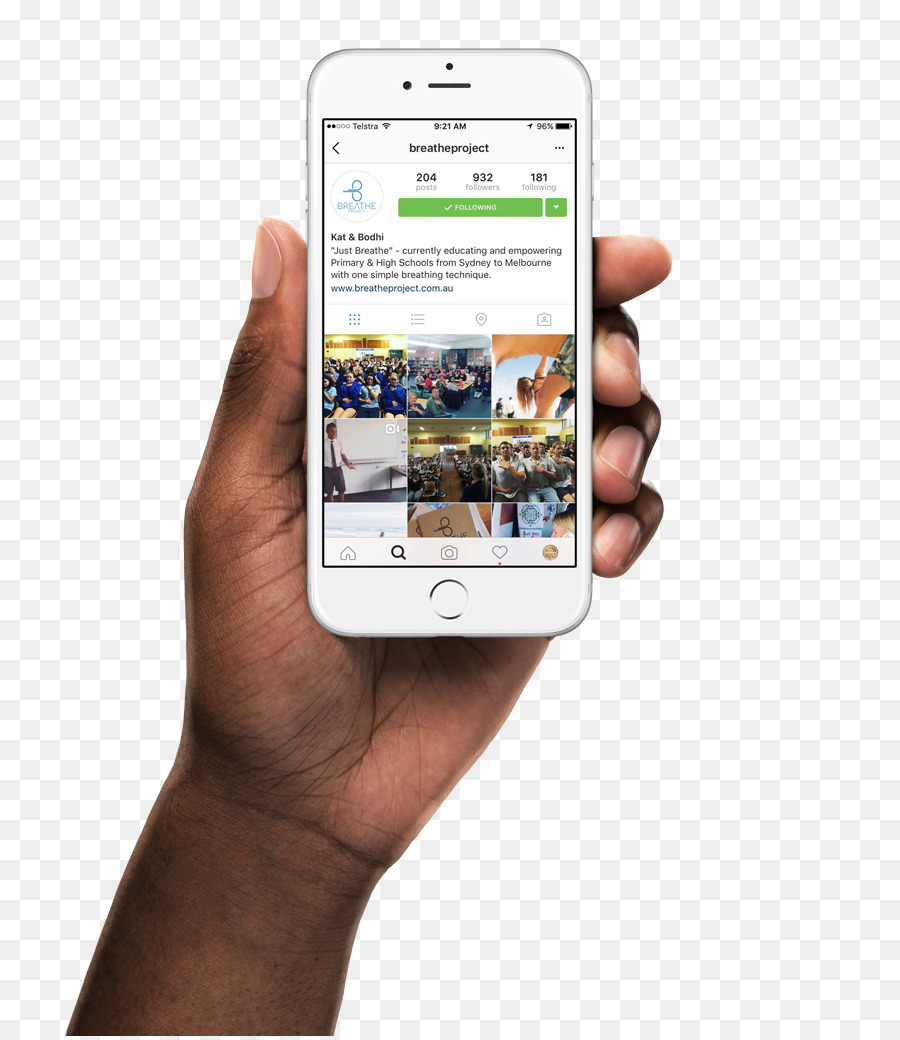 Telstra 9:21 AM 96%
breatheproject
204 932 181
posts followers following
FOLLOWING
BREATHE
PROJECT
Kat & Bodhi
"Just Breathe" - currently educating and empowering
Primary & High Schools from Sydney to Melbourne
with one simple breathing technique.
www.breatheproject.com.au